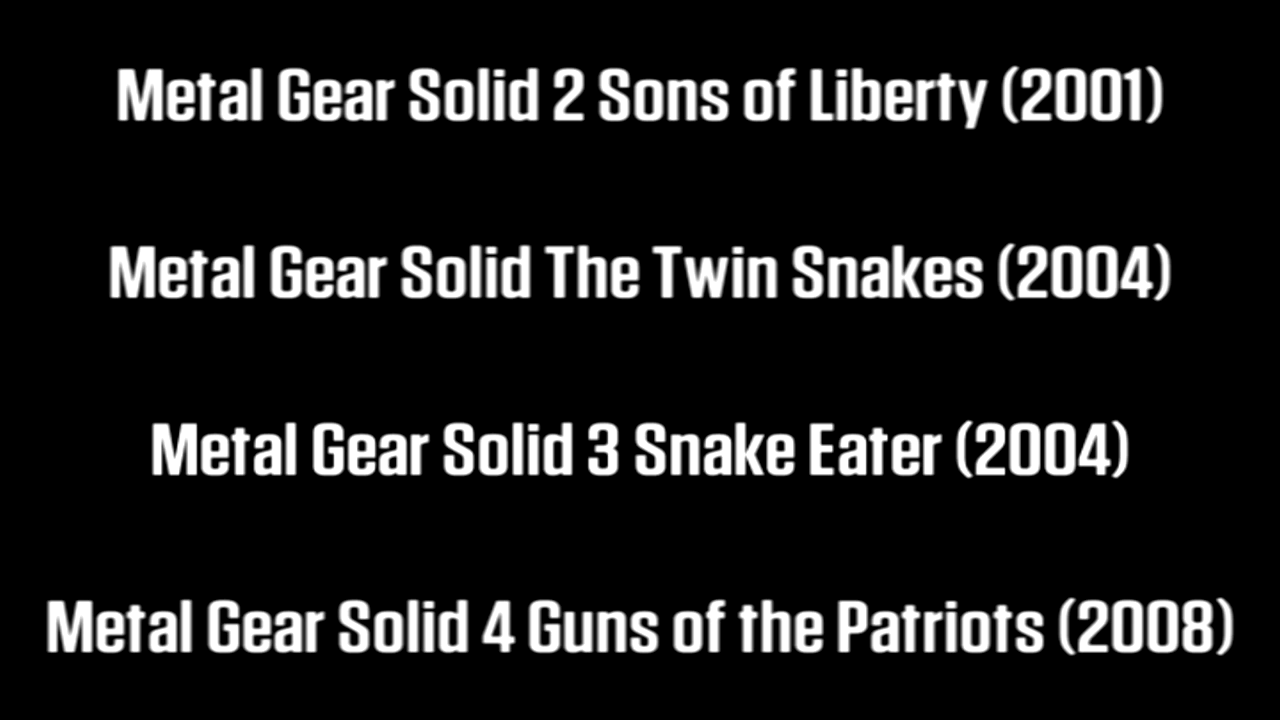 Metal Gear Solid 2 Sons of Liberty (2001)
Metal Gear Solid The Twin Snakes (2004)
Metal Gear Solid 3 Snake Eater (2004)
Metal Gear Solid 4 Guns of the Patriots (2008)